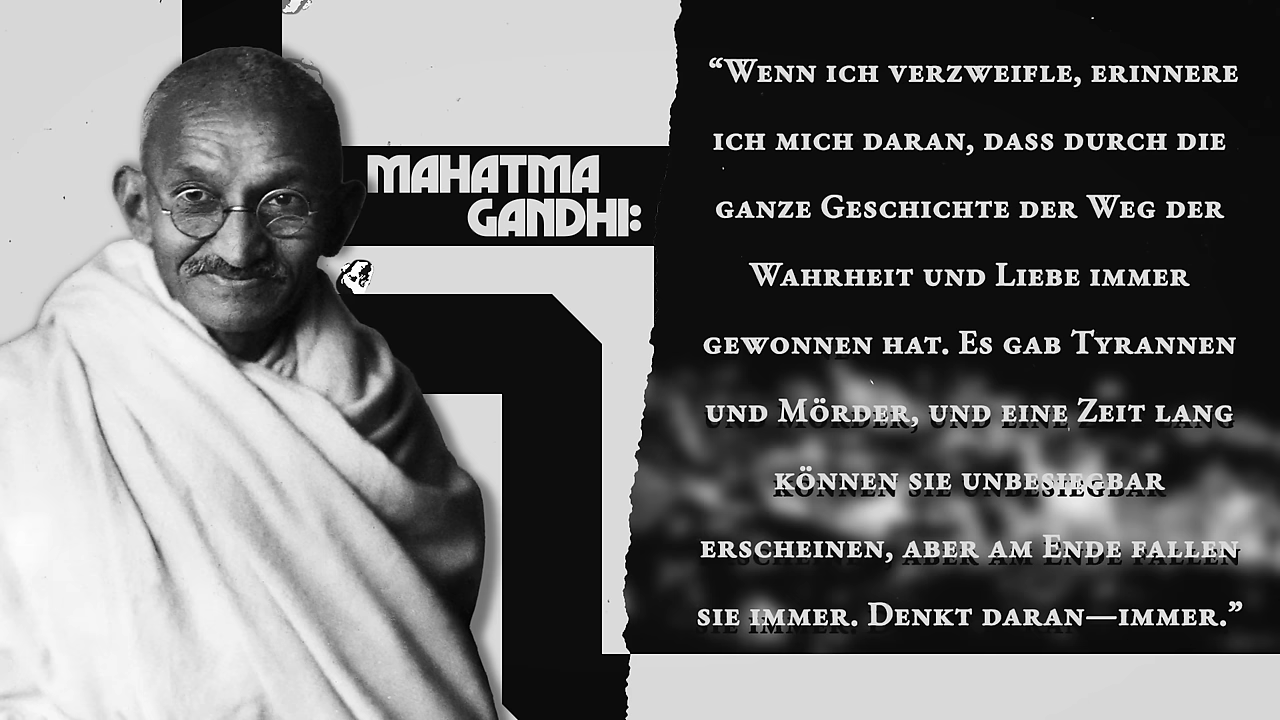 MAHATMA
GANDHI:
“Wenn ich verzweifle, erinnere
ich mich daran, dass durch die
ganze Geschichte der Weg der
Wahrheit und Liebe immer
gewonnen hat. Es gab Tyrannen
und Mörder, und eine Zeit lang
können sie unbesiegbar
erscheinen, aber am Ende fallen
sie immer. Denkt daran—immer.”